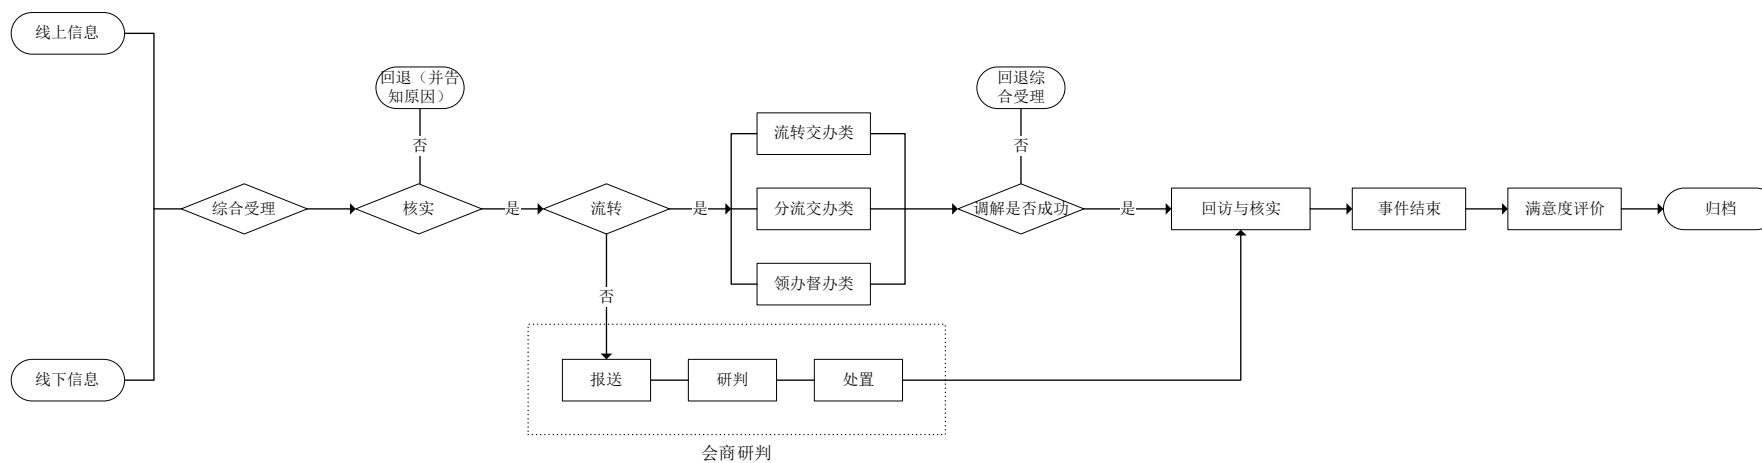 线上信息
线下信息
综合受理
回退（并告
知原因）
否
核实
是
流转
是
否
流转交办类
分流交办类
领办督办类
回退综
合受理
否
调解是否成功
是
回访与核实
事件结束
满意度评价
归档
报送
研判
处置
会商研判